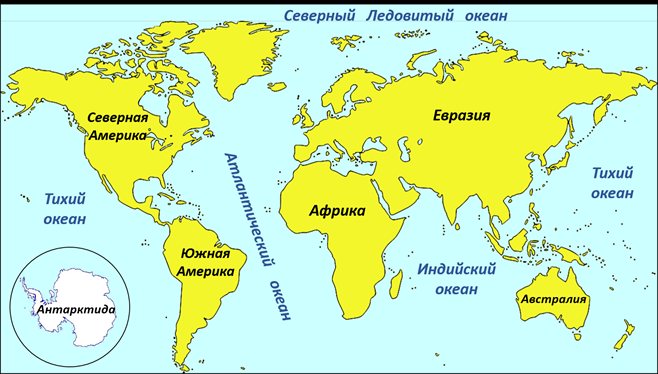 Северный Ледовитый океан
Северная
Америка
Евразия
Атлантический океан
Тихий
океан
Тихий
океан
Африка
Южная
Америка
Индийский
океан
Австралия
Антарктида